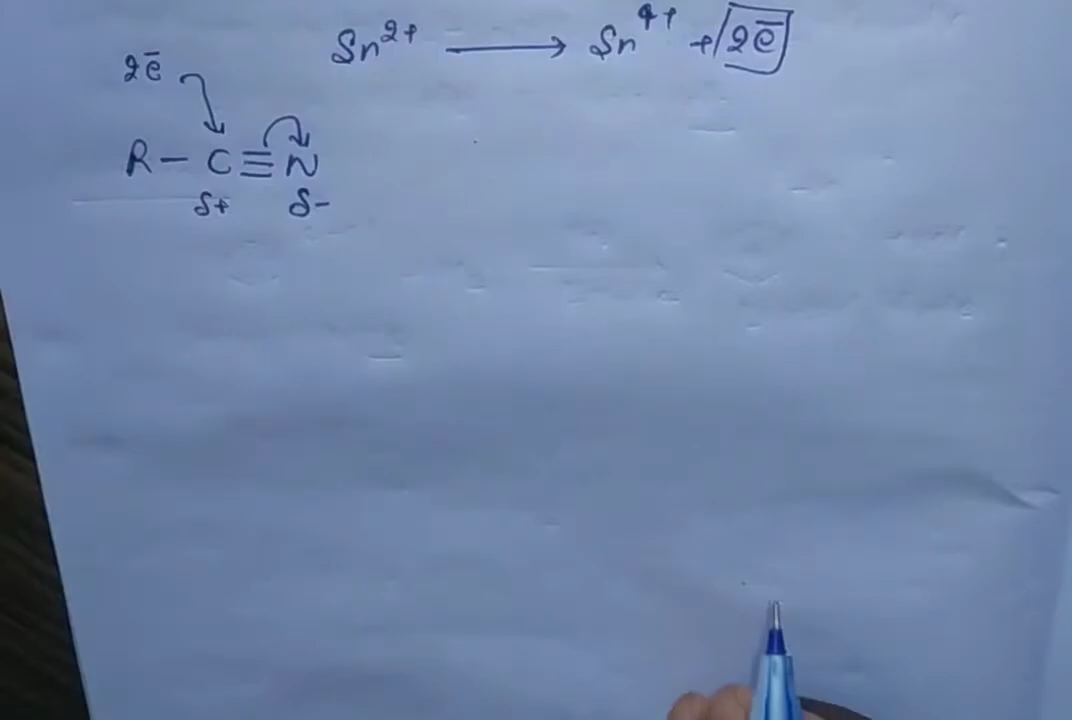 Sn²⁺ ⟶ Sn⁴⁺ + 2ē
2ē
R – C ≡ N
δ+ δ-